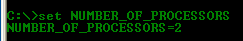 C:\>set NUMBER_OF_PROCESSORS
NUMBER_OF_PROCESSORS=2